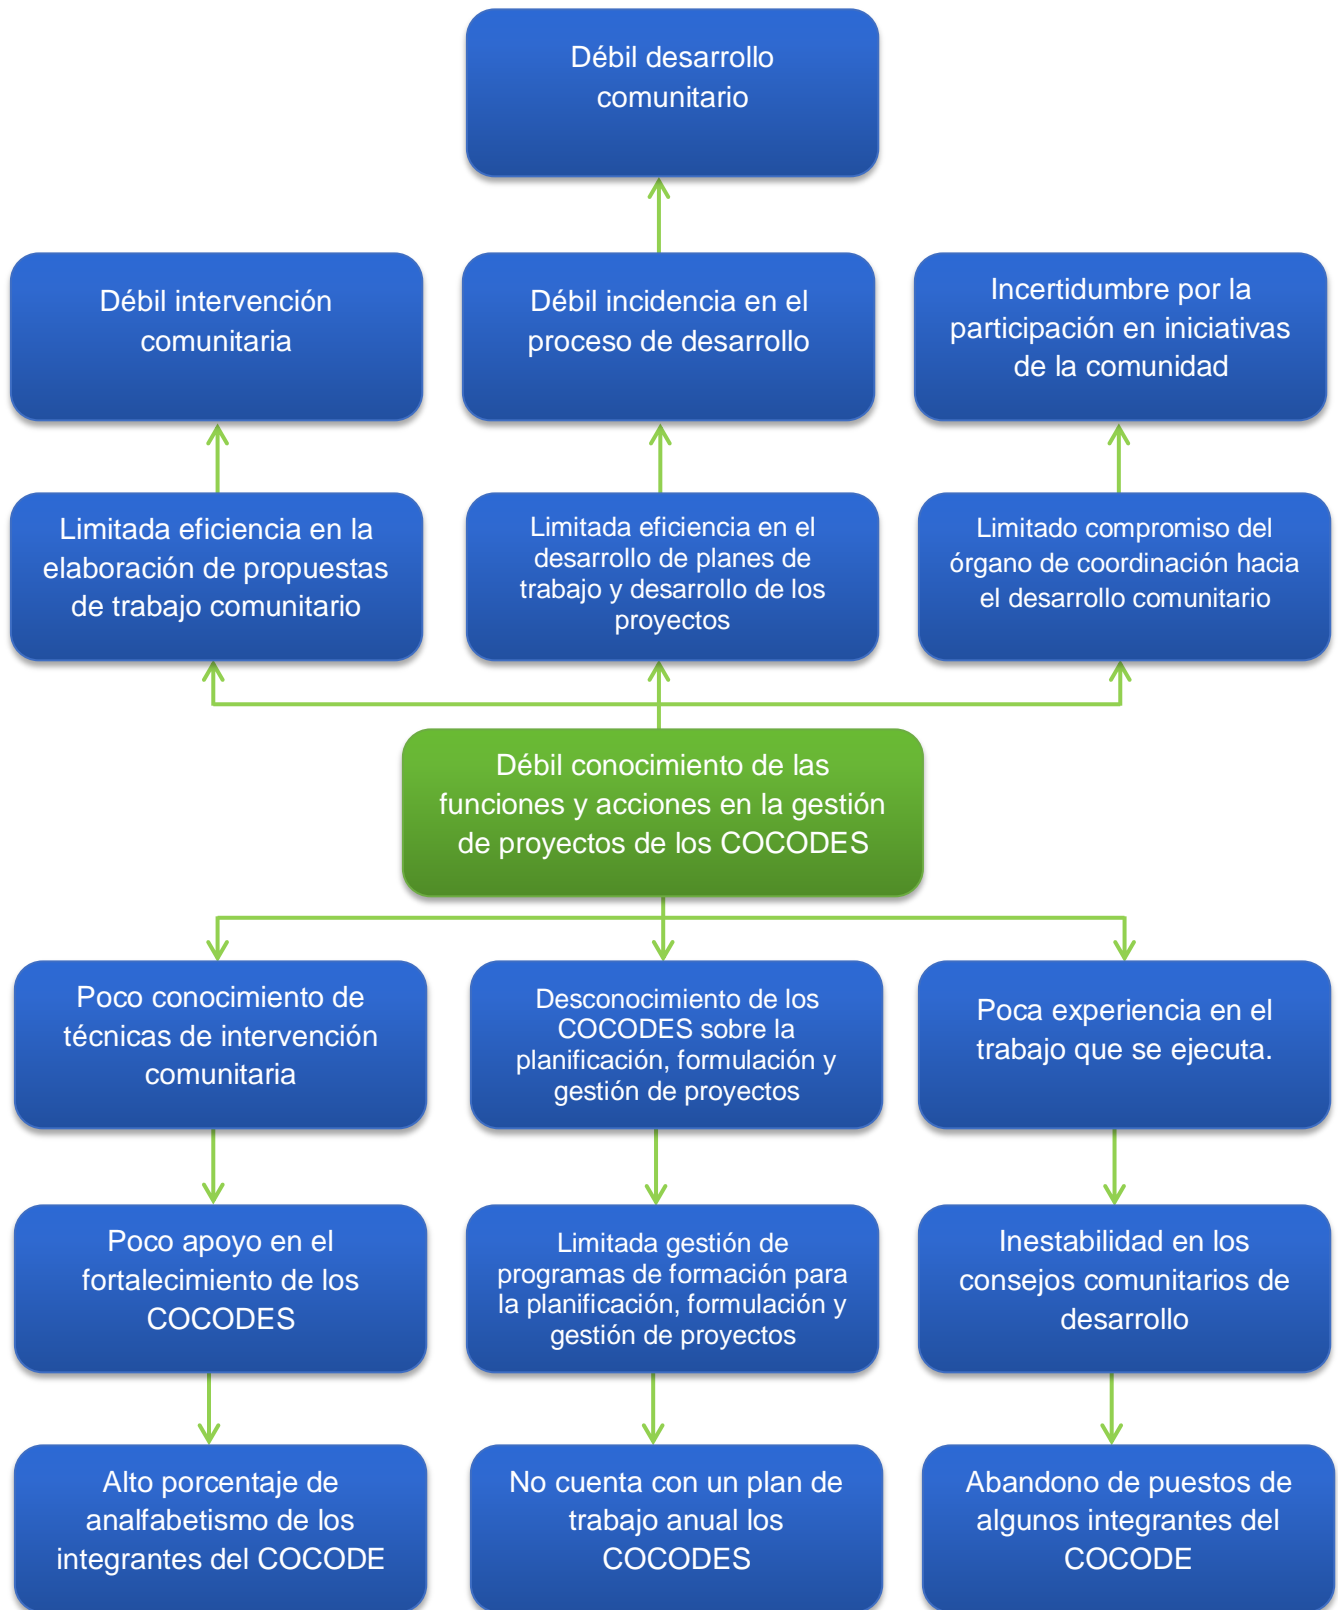 Débil desarrollo
comunitario
Débil intervención
comunitaria
Débil incidencia en el
proceso de desarrollo
Incertidumbre por la
participación en iniciativas
de la comunidad
Limitada eficiencia en la
elaboración de propuestas
de trabajo comunitario
Limitada eficiencia en el
desarrollo de planes de
trabajo y desarrollo de los
proyectos
Limitado compromiso del
órgano de coordinación hacia
el desarrollo comunitario
Débil conocimiento de las
funciones y acciones en la gestión
de proyectos de los COCODES
Poco conocimiento de
técnicas de intervención
comunitaria
Desconocimiento de los
COCODES sobre la
planificación, formulación y
gestión de proyectos
Poca experiencia en el
trabajo que se ejecuta.
Poco apoyo en el
fortalecimiento de los
COCODES
Limitada gestión de
programas de formación para
la planificación, formulación y
gestión de proyectos
Inestabilidad en los
consejos comunitarios de
desarrollo
Alto porcentaje de
analfabetismo de los
integrantes del COCODE
No cuenta con un plan de
trabajo anual los
COCODES
Abandono de puestos de
algunos integrantes del
COCODE